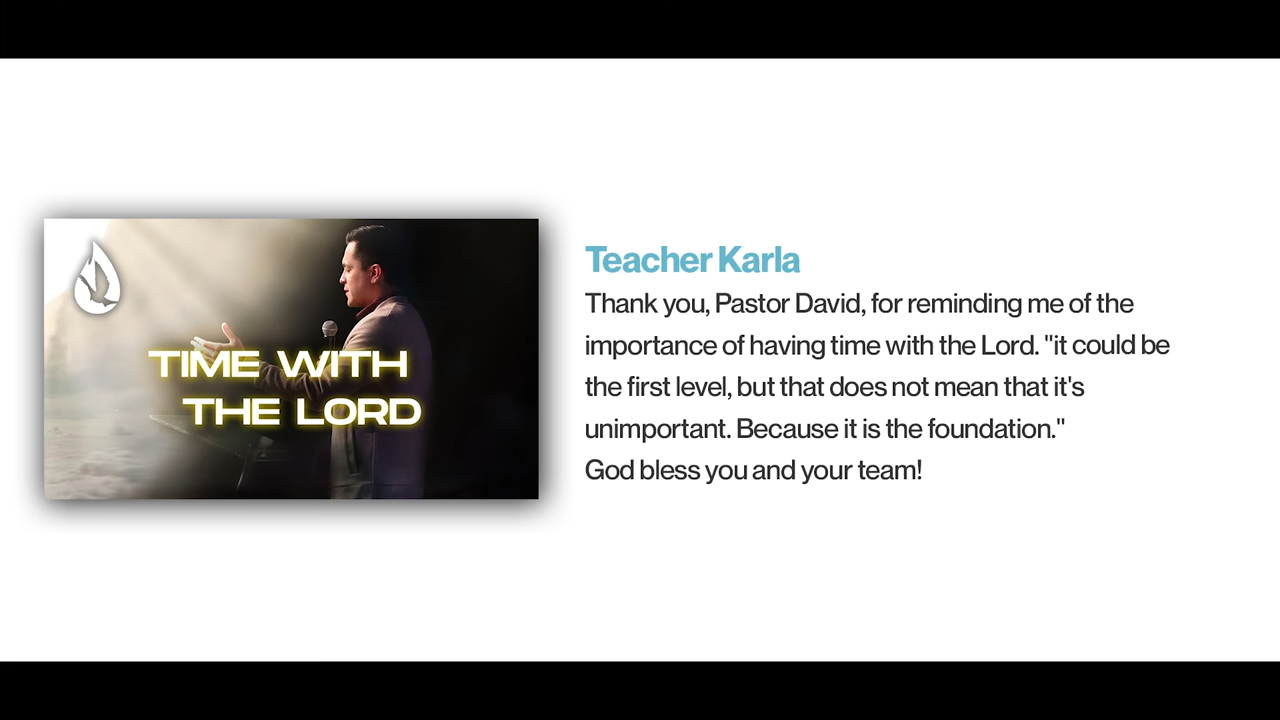 TIME WITH
THE LORD
Teacher Karla
Thank you, Pastor David, for reminding me of the
importance of having time with the Lord. "it could be
the first level, but that does not mean that it's
unimportant. Because it is the foundation."
God bless you and your team!